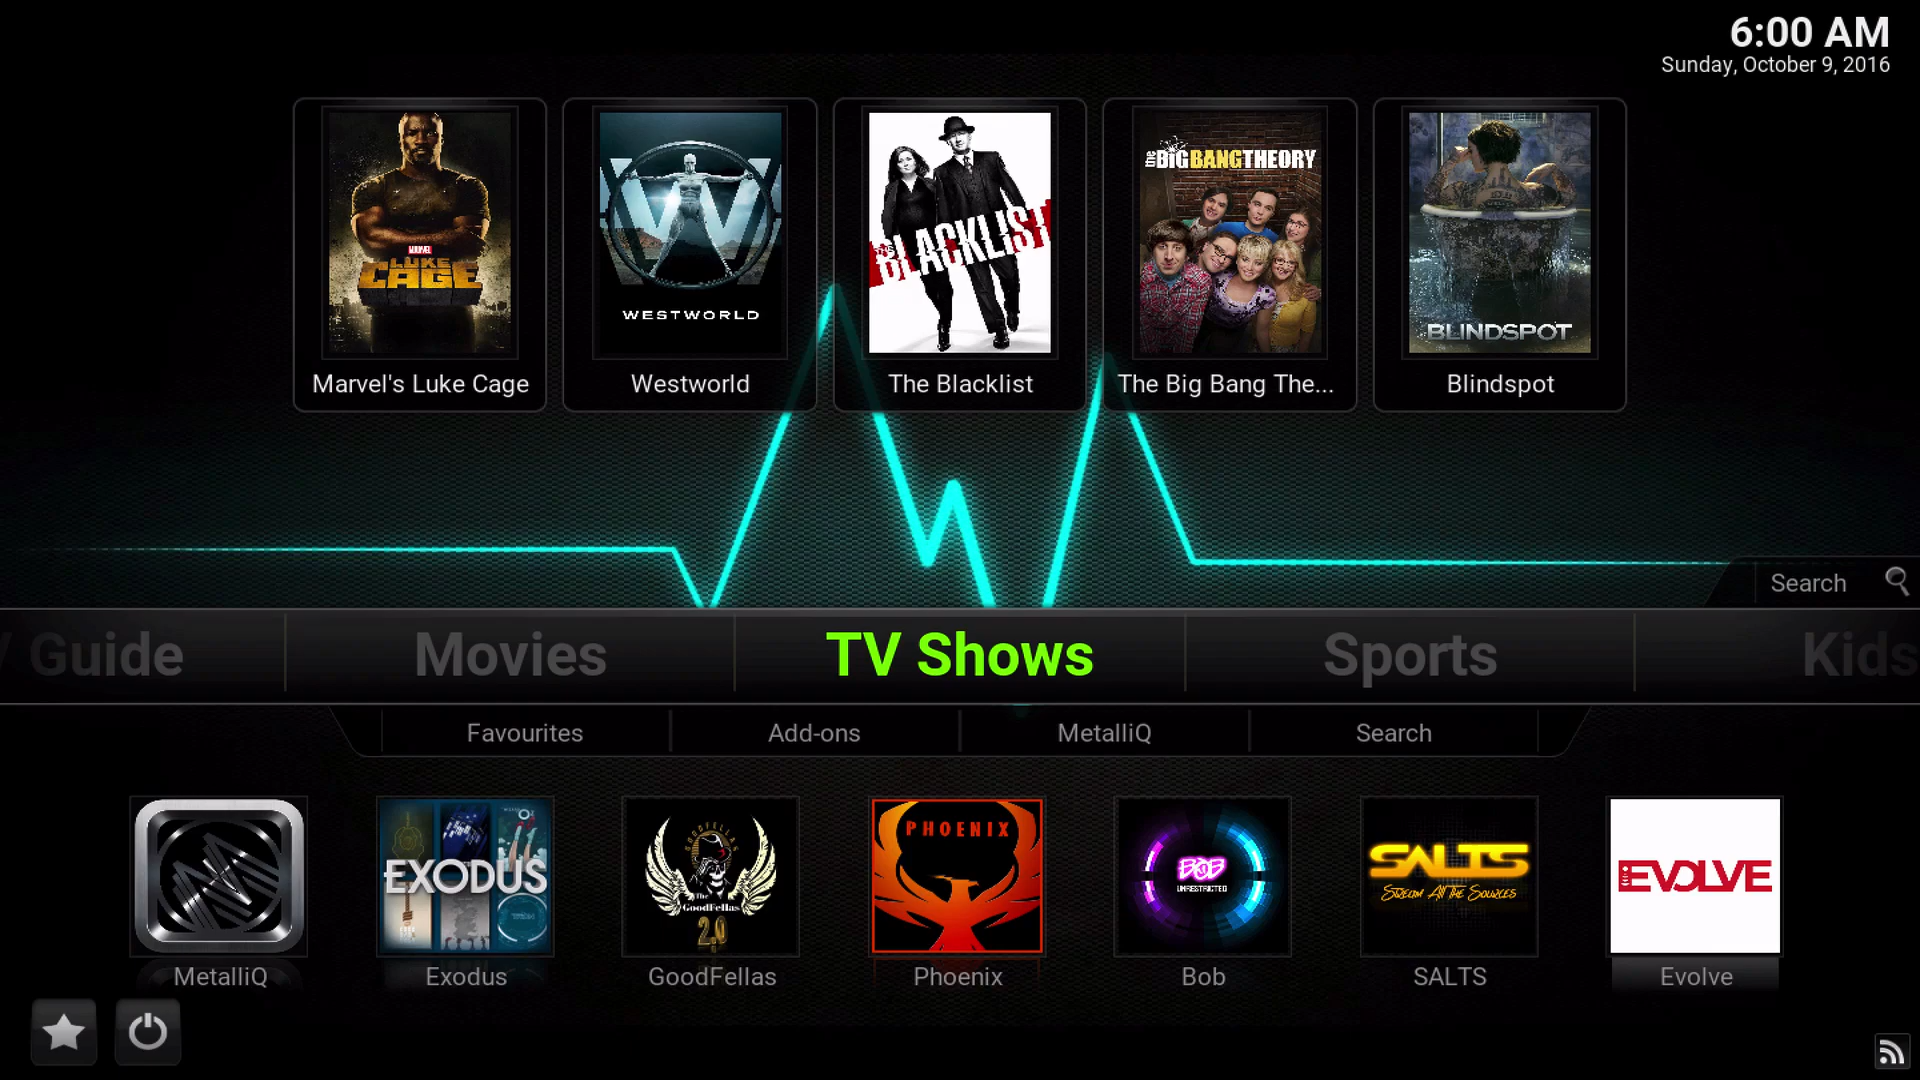 6:00 AM
Sunday, October 9, 2016
MARVEL
LUKE
CAGE
WESTWORLD
THE
BLACKLIST
the BIG BANG THEORY
BLINDSPOT
Marvel's Luke Cage
Westworld
The Blacklist
The Big Bang The...
Blindspot
Search
V Guide
Movies
TV Shows
Sports
Kids
Favourites
Add-ons
MetalliQ
Search
EXODUS
GOODFELLAS
The
GoodFellas
2.0
PHOENIX
BOB
UNRESTRICTED
SALTS
Stream All The Sources
EVOLVE
MetalliQ
Exodus
GoodFellas
Phoenix
Bob
SALTS
Evolve